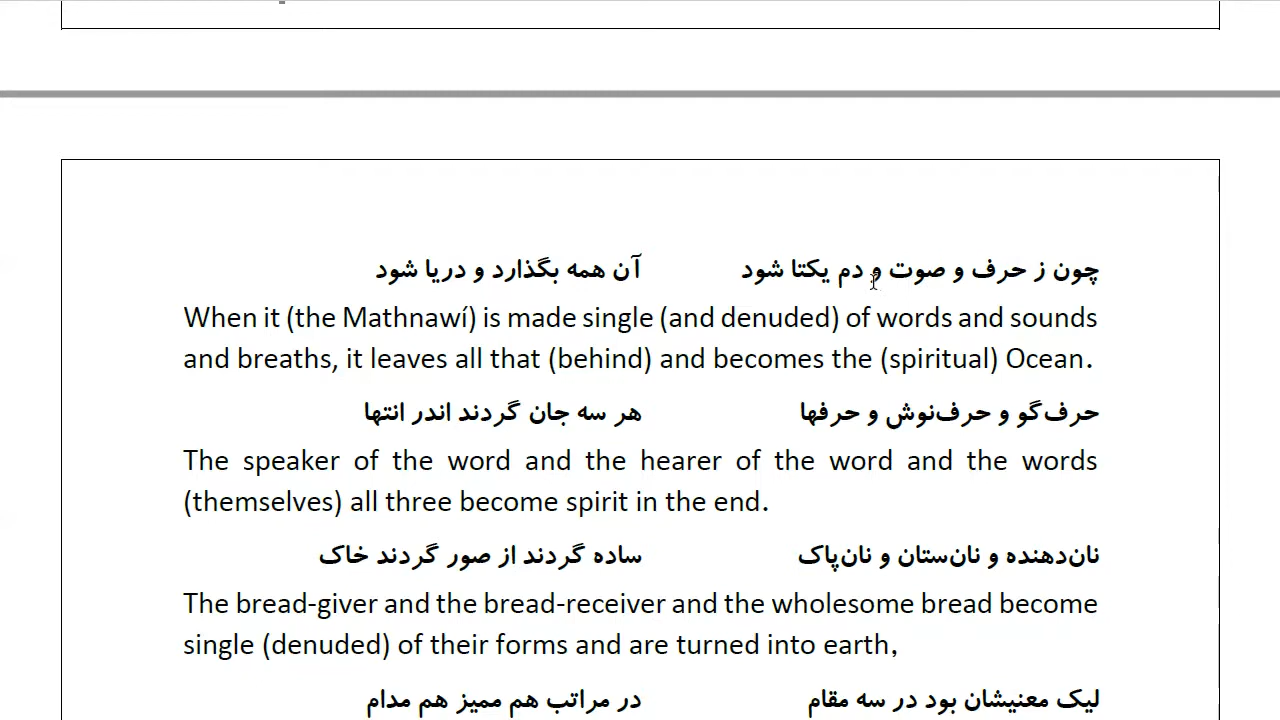 چون ز حرف و صوت و دم یکتا شود آن همه بگذارد و دریا شود
When it (the Mathnawí) is made single (and denuded) of words and sounds
and breaths, it leaves all that (behind) and becomes the (spiritual) Ocean.
حرف‌گو و حرف‌نوش و حرفها هر سه جان گردند اندر انتها
The speaker of the word and the hearer of the word and the words
(themselves) all three become spirit in the end.
نان‌دهنده و نان‌ستان و نان‌پاک ساده گردند از صور گردند خاک
The bread-giver and the bread-receiver and the wholesome bread become
single (denuded) of their forms and are turned into earth,
لیک معنیشان بود در سه مقام در مراتب هم ممیز هم مدام